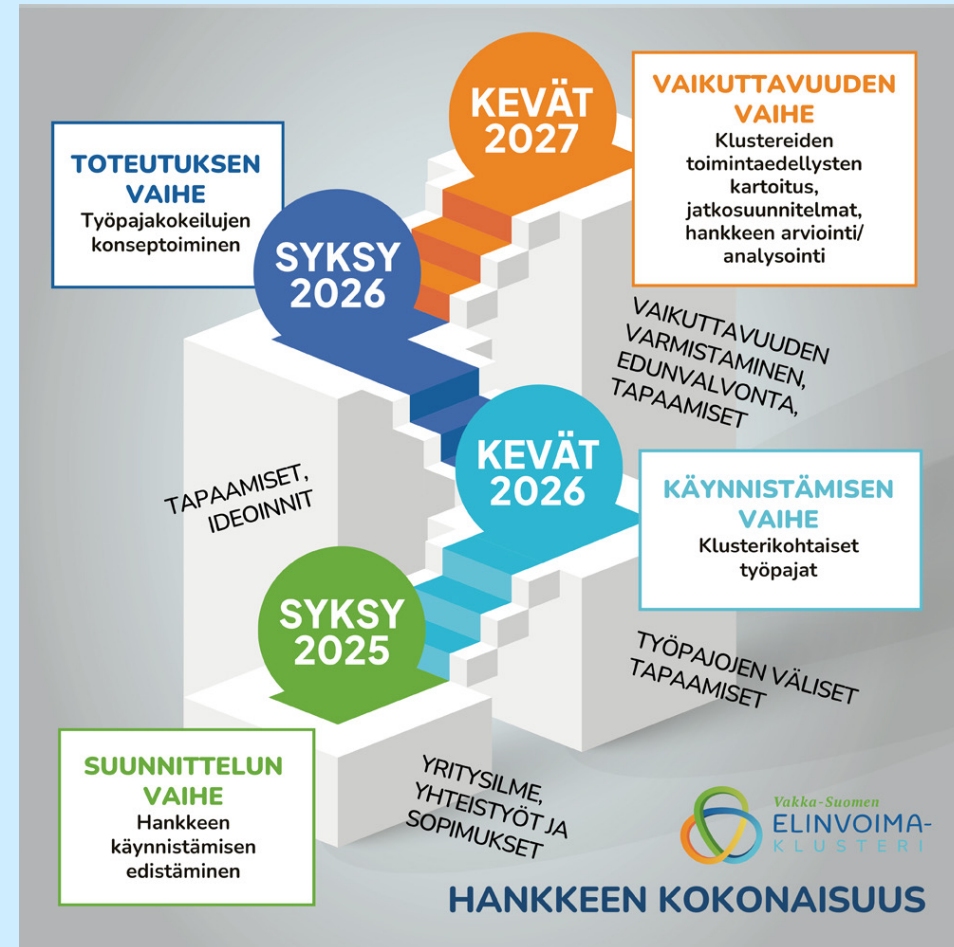 KEVÄT
2027
VAIKUTTAVUUDEN
VAIHE
Klustereiden
toimintaedellysten
kartoitus,
jatkosuunnitelmat,
hankkeen arviointi/
analysointi
TOTEUTUKSEN
VAIHE
Työpajakokeilujen
konseptoiminen
SYKSY
2026
VAIKUTTAVUUDEN
VARMISTAMINEN,
EDUNVALVONTA,
TAPAAMISET
TAPAAMISET,
IDEOINNIT
KEVÄT
2026
KÄYNNISTÄMISEN
VAIHE
Klusterikohtaiset
työpajat
SYKSY
2025
TYÖPAJOJEN VÄLISET
TAPAAMISET
SUUNNITTELUN
VAIHE
Hankkeen
käynnistämisen
edistäminen
YRITYSILME,
YHTEISTYÖT JA
SOPIMUKSET
Vakka-Suomen
ELINVOIMA-
KLUSTERI
HANKKEEN KOKONAISUUS